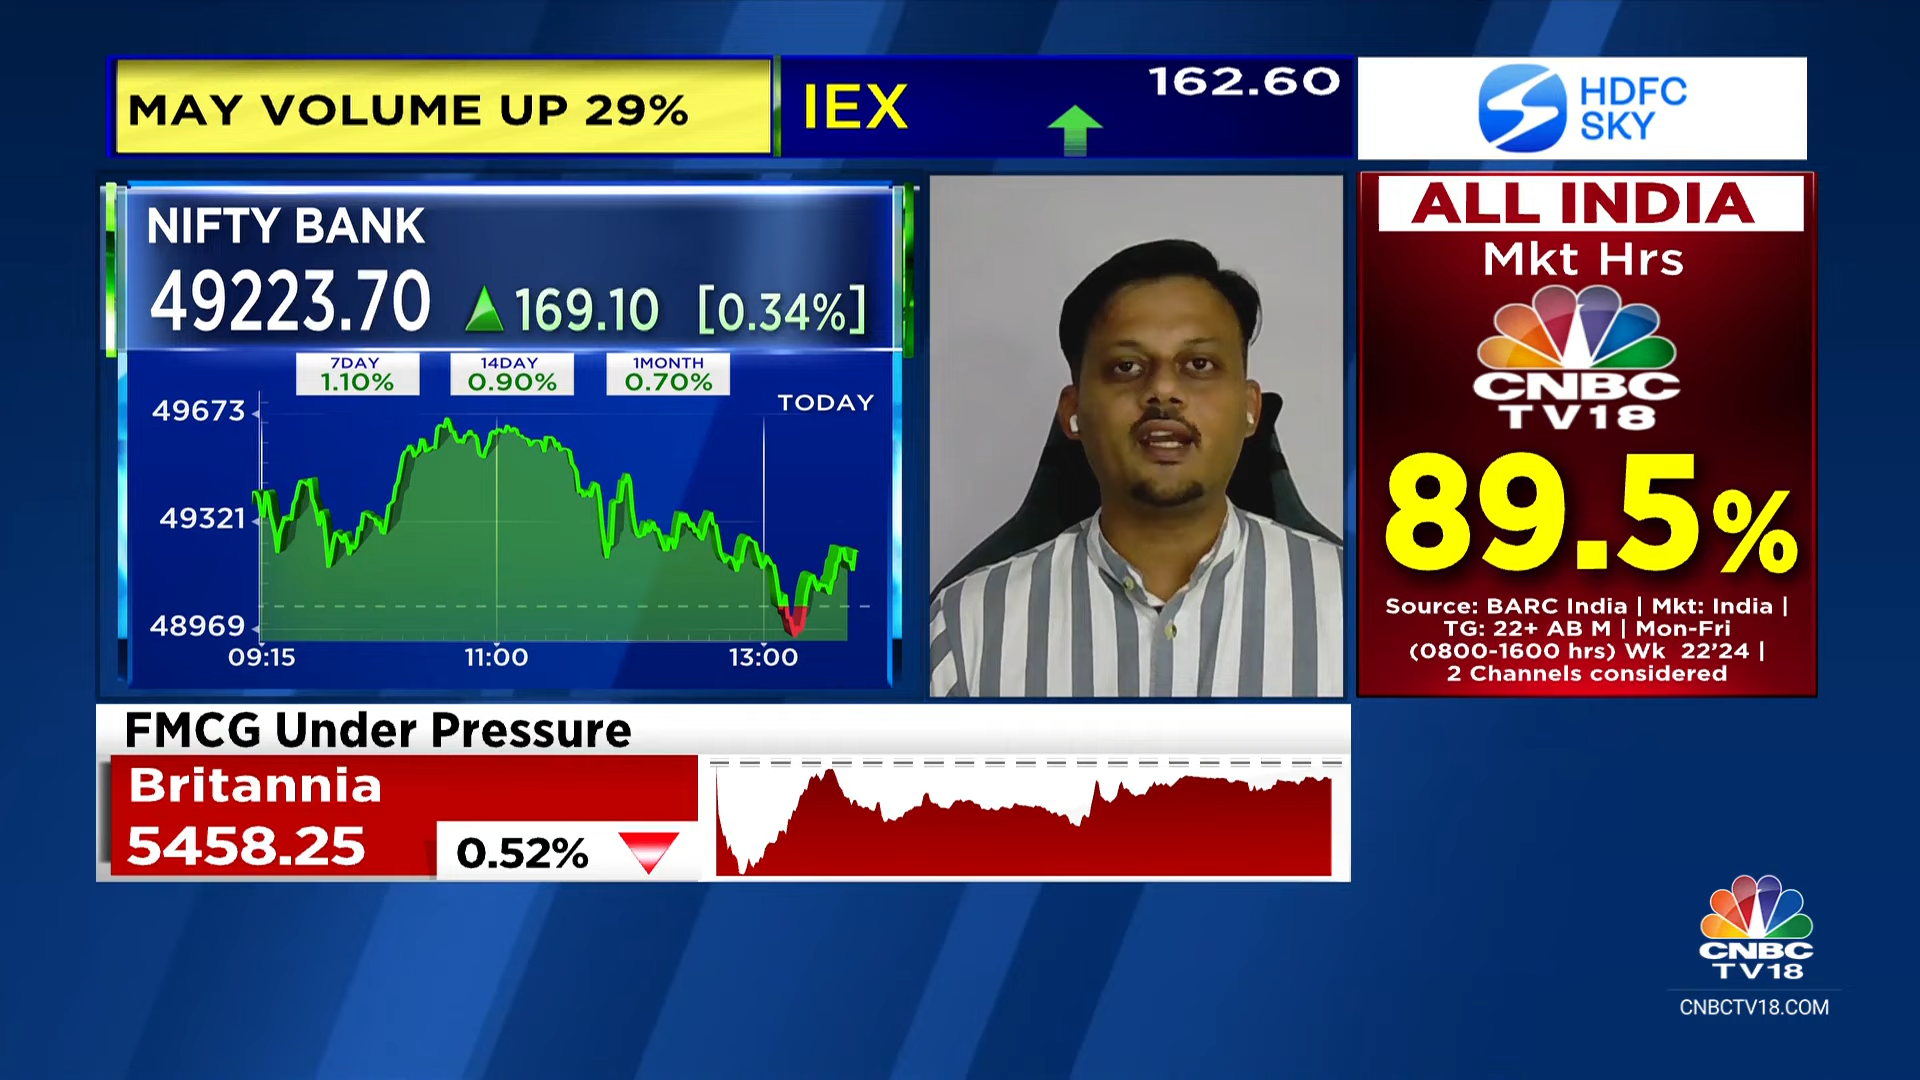 MAY VOLUME UP 29%
IEX
162.60
HDFC
SKY
NIFTY BANK
49223.70 169.10 [0.34%]
7DAY
1.10%
14DAY
0.90%
1MONTH
0.70%
TODAY
49673
49321
48969
09:15 11:00 13:00
ALL INDIA
Mkt Hrs
CNBC
TV18
89.5%
Source: BARC India | Mkt: India |
TG: 22+ AB M | Mon-Fri
(0800-1600 hrs) Wk 22'24 |
2 Channels considered
FMCG Under Pressure
Britannia
5458.25
0.52%
CNBC
TV18
CNBCTV18.COM